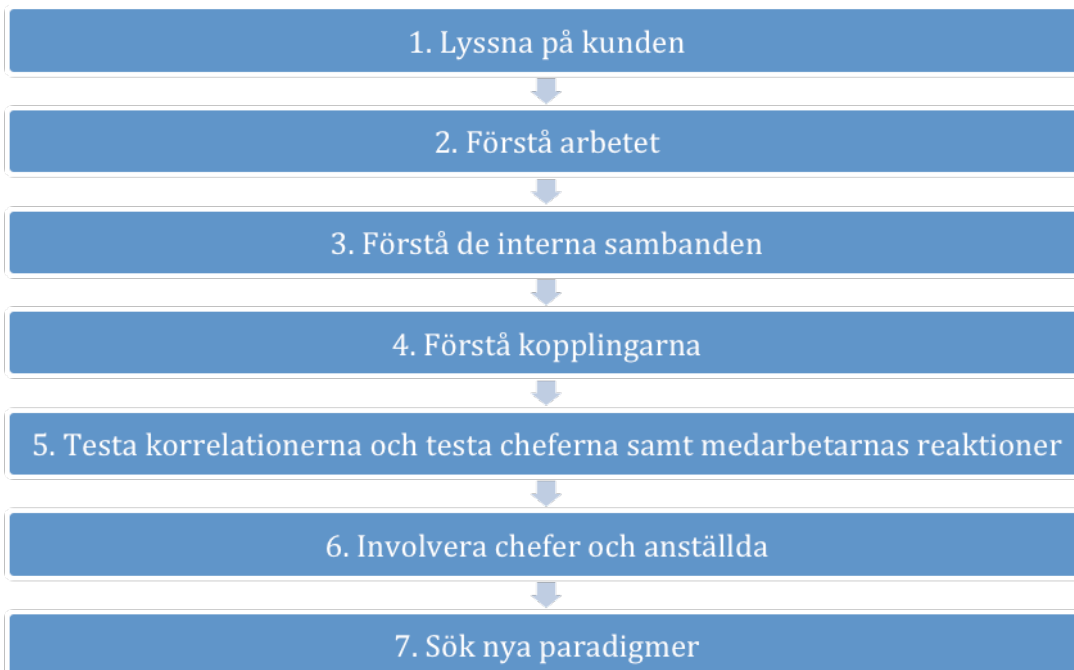 1. Lyssna på kunden
2. Förstå arbetet
3. Förstå de interna sambanden
4. Förstå kopplingarna
5. Testa korrelationerna och testa cheferna samt medarbetarnas reaktioner
6. Involvera chefer och anställda
7. Sök nya paradigmer